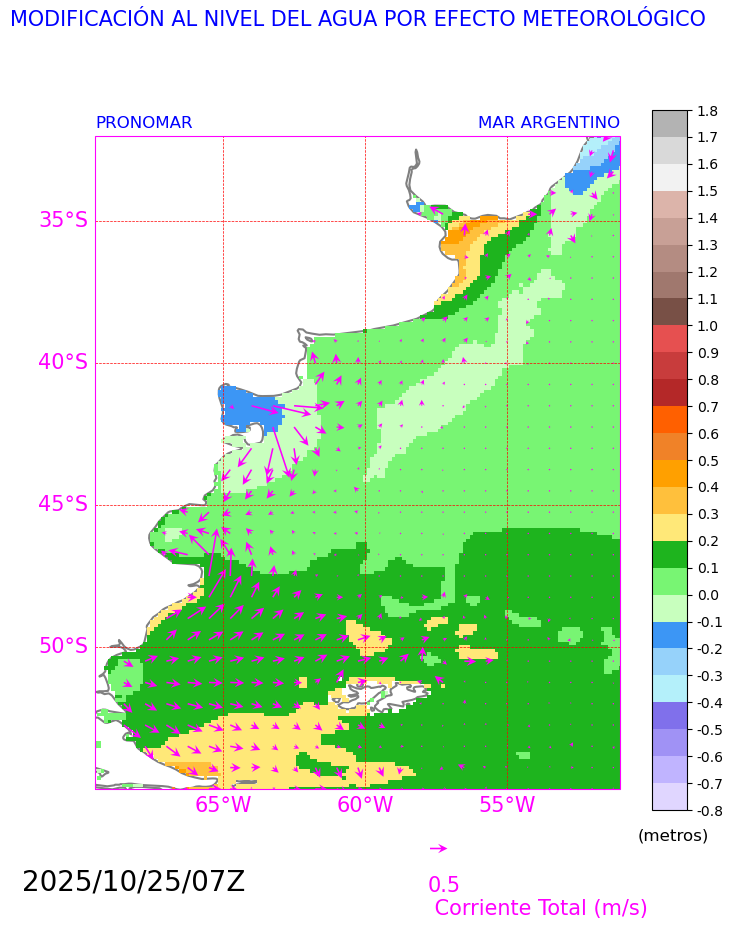 MODIFICACIÓN AL NIVEL DEL AGUA POR EFECTO METEOROLÓGICO
PRONOMAR
MAR ARGENTINO
35°S
40°S
45°S
50°S
65°W
60°W
55°W
1.8
1.7
1.6
1.5
1.4
1.3
1.2
1.1
1.0
0.9
0.8
0.7
0.6
0.5
0.4
0.3
0.2
0.1
0.0
-0.1
-0.2
-0.3
-0.4
-0.5
-0.6
-0.7
-0.8
(metros)
2025/10/25/07Z
0.5
Corriente Total (m/s)